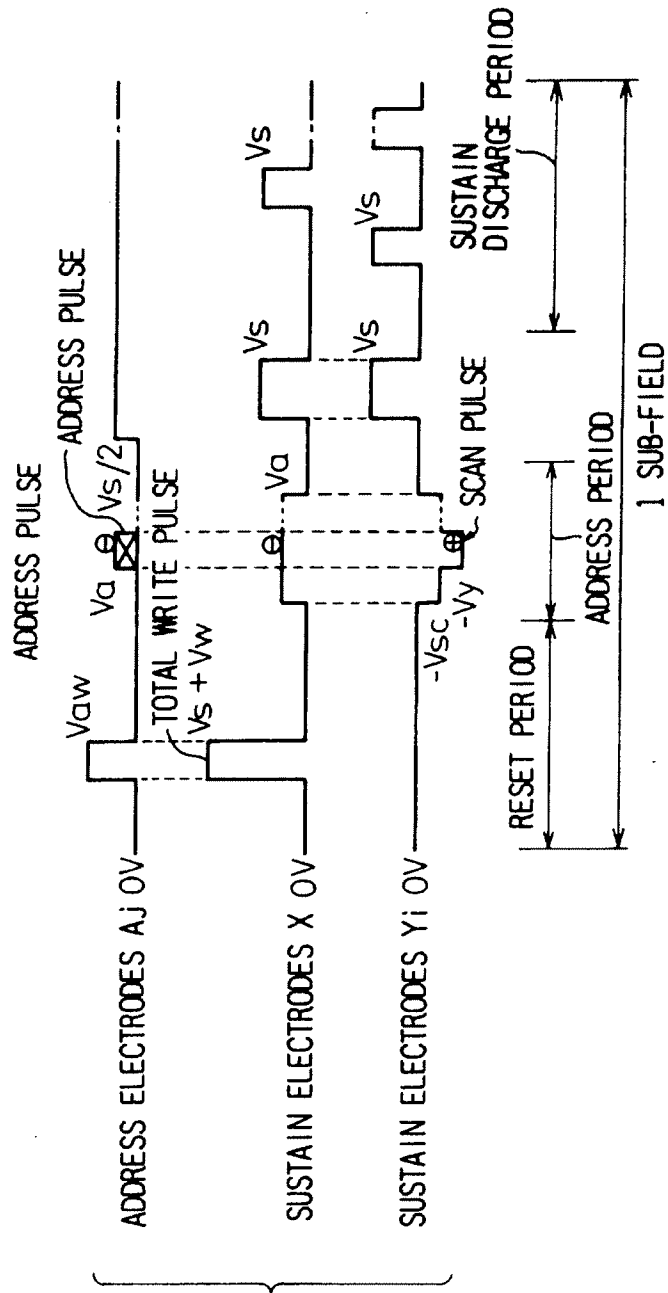 ADDRESS PULSE
ADDRESS PULSE
ADDRESS ELECTRODES Aj 0V
Vaw
Va
Vs/2
TOTAL WRITE PULSE
Vs + Vw
SUSTAIN ELECTRODES X 0V
Va
Vs
Vs
SUSTAIN ELECTRODES Yi 0V
-Vsc
-Vy
Vs
Vs
SCAN PULSE
RESET PERIOD
ADDRESS PERIOD
SUSTAIN
DISCHARGE PERIOD
1 SUB-FIELD